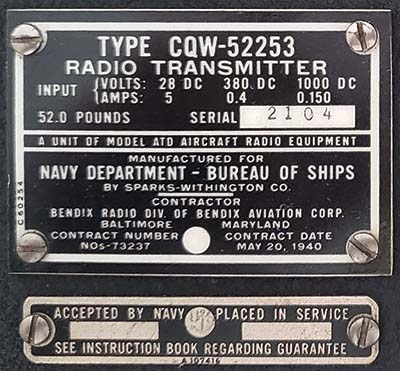 TYPE CQW-52253
RADIO TRANSMITTER
INPUT { VOLTS: 28 DC 380 DC 1000 DC
AMPS: 5 0.4 0.150
52.0 POUNDS SERIAL 2104
A UNIT OF MODEL ATD AIRCRAFT RADIO EQUIPMENT
MANUFACTURED FOR
NAVY DEPARTMENT - BUREAU OF SHIPS
BY SPARKS-WITHINGTON CO.
CONTRACTOR
BENDIX RADIO DIV. OF BENDIX AVIATION CORP.
BALTIMORE MARYLAND
CONTRACT NUMBER CONTRACT DATE
NOS-73237 MAY 20, 1940
C60254
ACCEPTED BY NAVY PLACED IN SERVICE
SEE INSTRUCTION BOOK REGARDING GUARANTEE
A107416